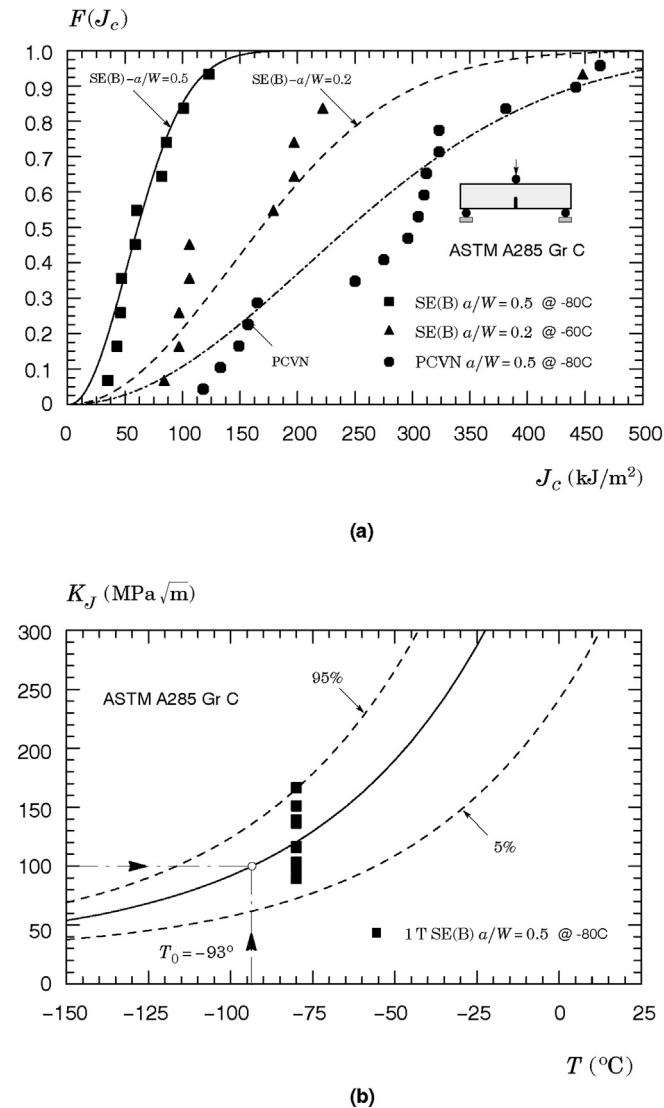 F(J_c)
1.0
0.9
0.8
0.7
0.6
0.5
0.4
0.3
0.2
0.1
0
SE(B)−a/W=0.5
SE(B)−a/W=0.2
ASTM A285 Gr C
SE(B) a/W=0.5 @ -80C
SE(B) a/W=0.2 @ -60C
PCVN a/W=0.5 @ -80C
PCVN
0 50 100 150 200 250 300 350 400 450 500
J_c (kJ/m²)
(a)
K_J (MPa√m)
300
250
200
150
100
50
0
ASTM A285 Gr C
95%
5%
1T SE(B) a/W=0.5 @ -80C
T₀=−93°
−150 −125 −100 −75 −50 −25 0 25
T (°C)
(b)